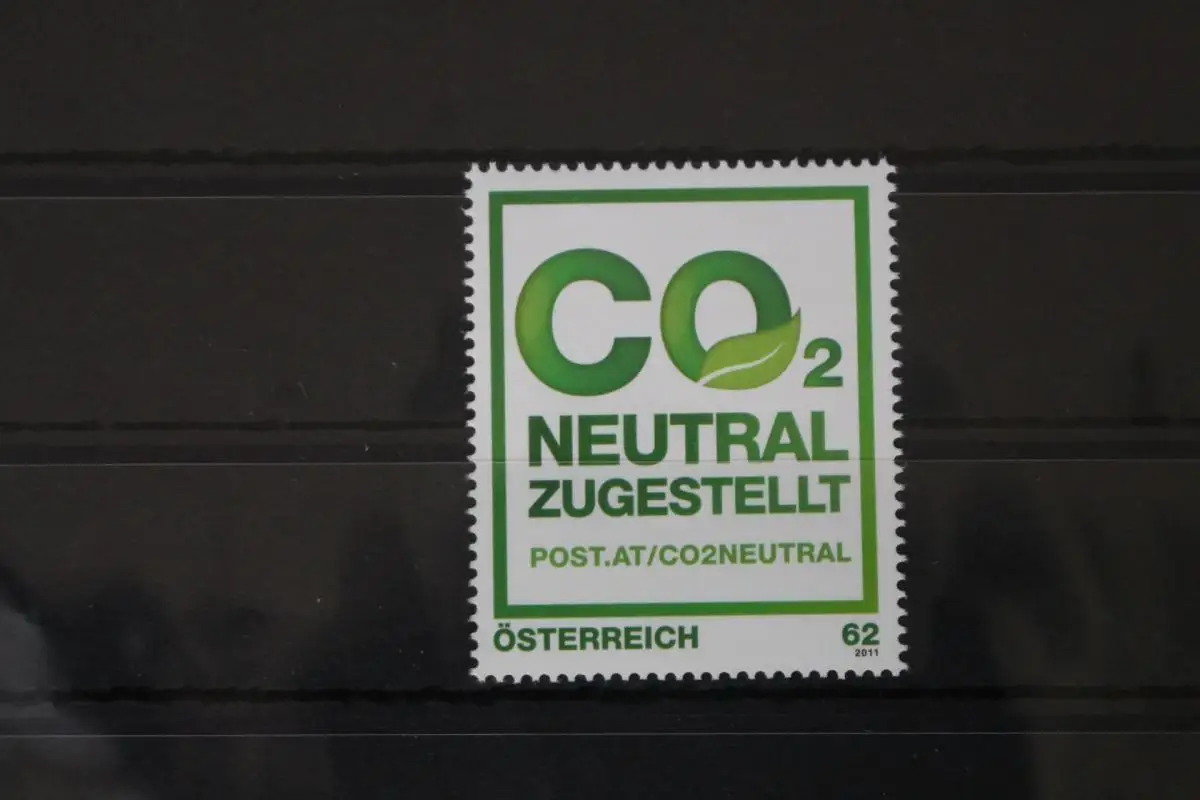 CO2
NEUTRAL
ZUGESTELLT
POST.AT/CO2NEUTRAL
ÖSTERREICH 62
2011